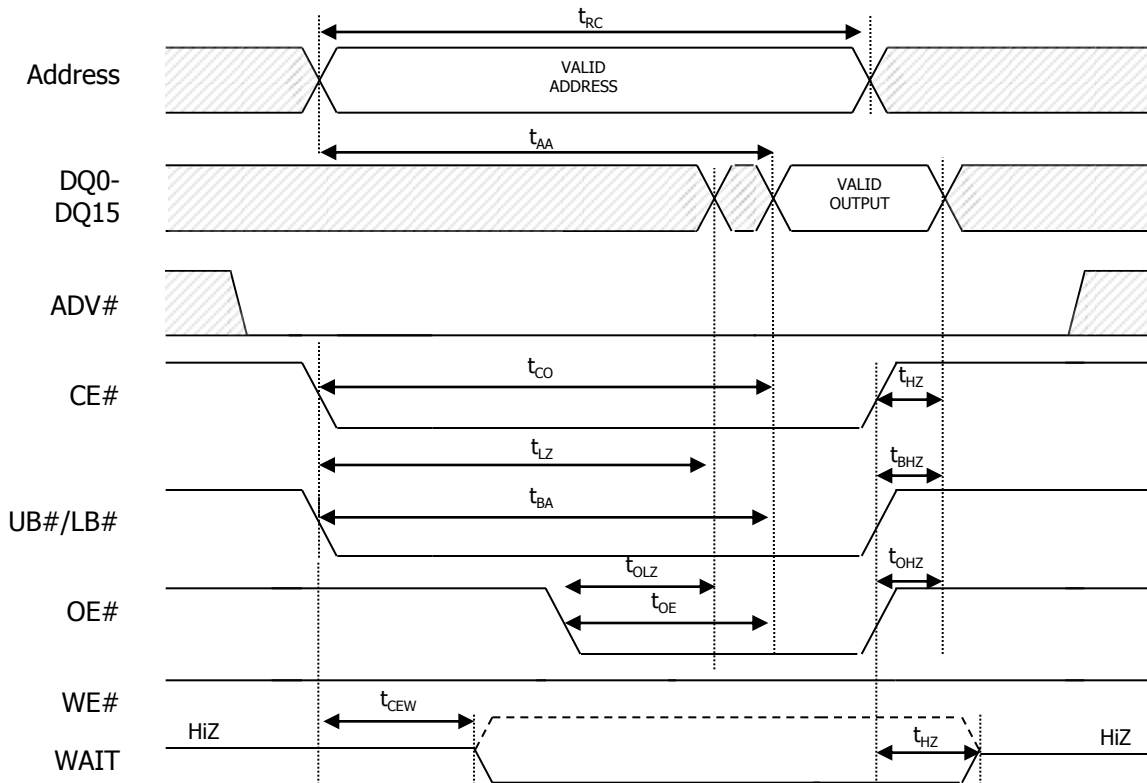 tRC
Address
VALID
ADDRESS
tAA
DQ0-
DQ15
VALID
OUTPUT
ADV#
tCO
tHZ
CE#
tLZ
tBHZ
tBA
UB#/LB#
tOLZ
tOHZ
tOE
OE#
WE#
tCEW
HiZ
tHZ
HiZ
WAIT